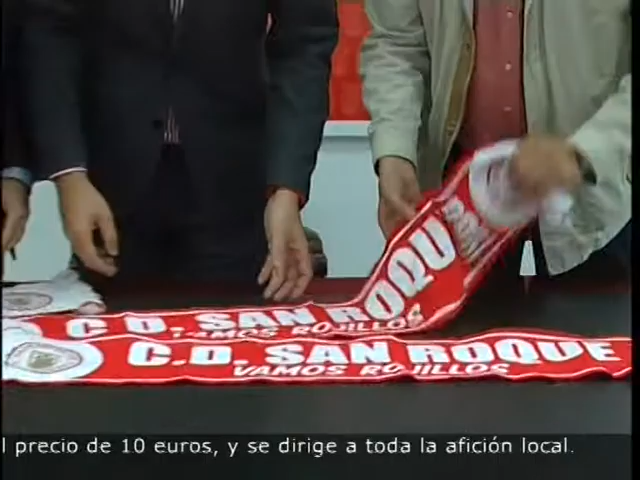 C.D. SAN ROQUE
VAMOS ROJILLOS
C.D. SAN ROQUE
VAMOS ROJILLOS
l precio de 10 euros, y se dirige a toda la afición local.